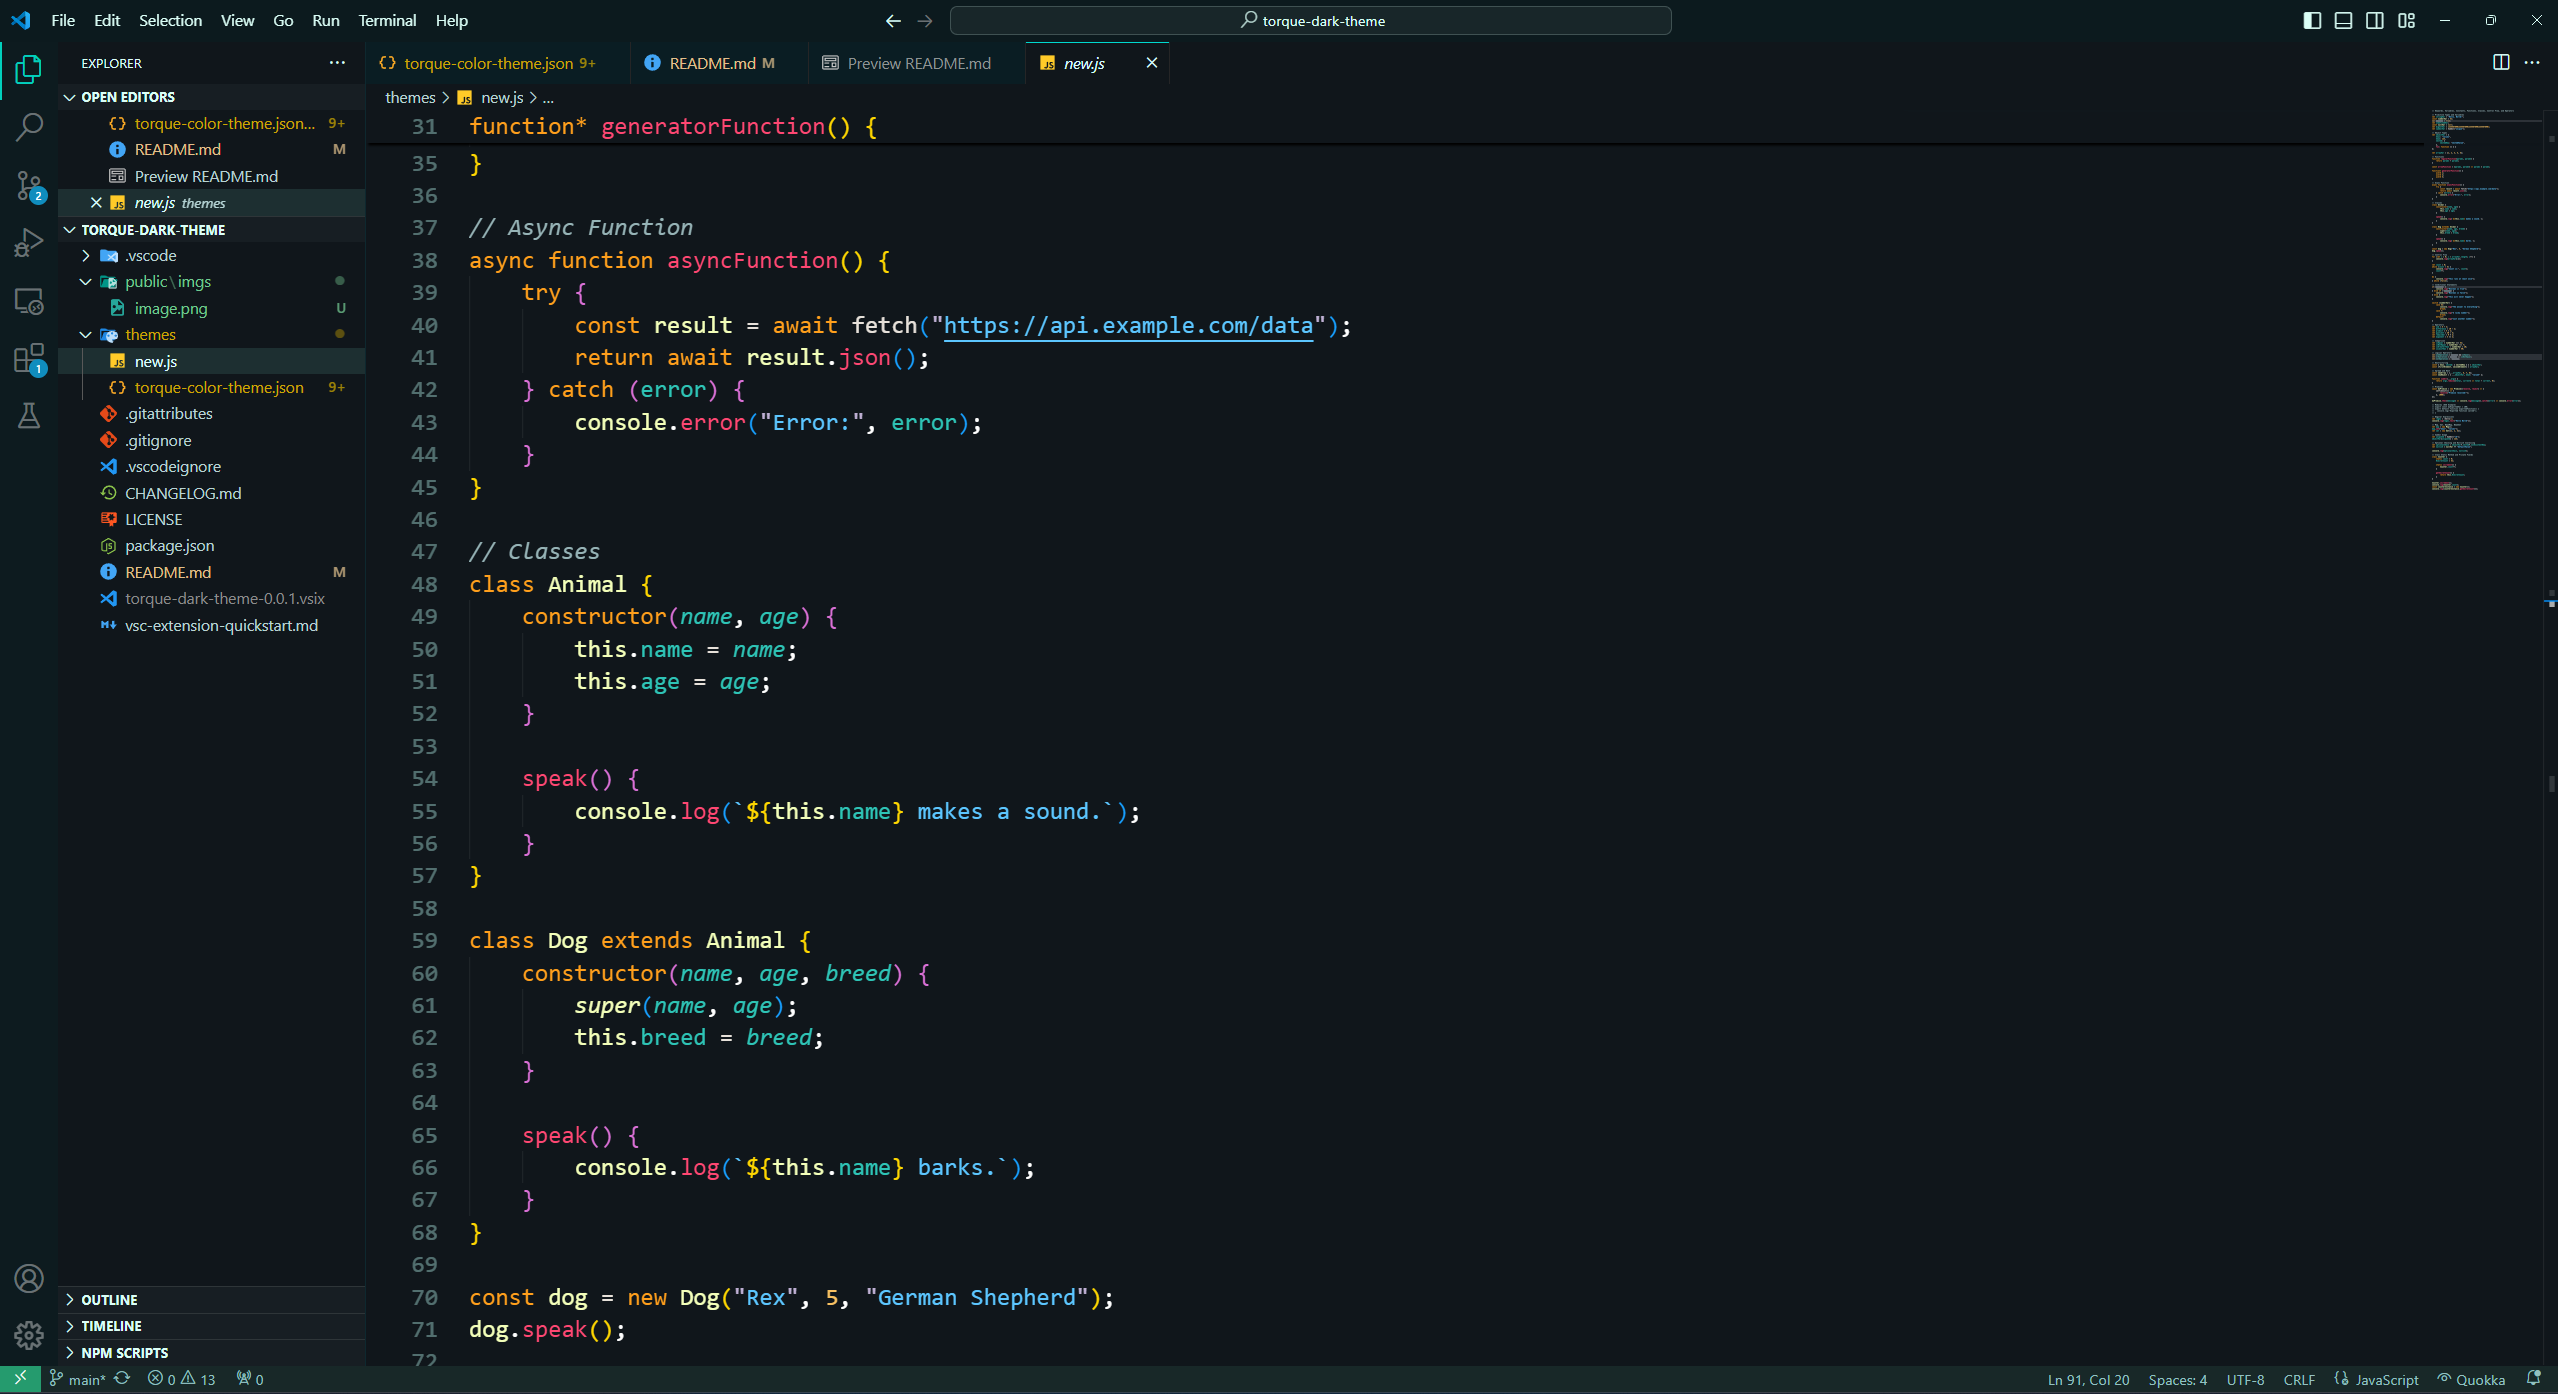 File Edit Selection View Go Run Terminal Help
torque-dark-theme
EXPLORER
OPEN EDITORS
torque-color-theme.json... 9+
README.md M
Preview README.md
new.js themes
TORQUE-DARK-THEME
.vscode
public\imgs
image.png U
themes
new.js
torque-color-theme.json 9+
.gitattributes
.gitignore
.vscodeignore
CHANGELOG.md
LICENSE
package.json
README.md M
torque-dark-theme-0.0.1.vsix
vsc-extension-quickstart.md
OUTLINE
TIMELINE
NPM SCRIPTS
2
1
torque-color-theme.json 9+ README.md M Preview README.md new.js
themes > new.js > ...
31 function* generatorFunction() {
35 }
36
37 // Async Function
38 async function asyncFunction() {
39     try {
40         const result = await fetch("https://api.example.com/data");
41         return await result.json();
42     } catch (error) {
43         console.error("Error:", error);
44     }
45 }
46
47 // Classes
48 class Animal {
49     constructor(name, age) {
50         this.name = name;
51         this.age = age;
52     }
53
54     speak() {
55         console.log(`${this.name} makes a sound.`);
56     }
57 }
58
59 class Dog extends Animal {
60     constructor(name, age, breed) {
61         super(name, age);
62         this.breed = breed;
63     }
64
65     speak() {
66         console.log(`${this.name} barks.`);
67     }
68 }
69
70 const dog = new Dog("Rex", 5, "German Shepherd");
71 dog.speak();
72
main* 0 13 0
Ln 91, Col 20 Spaces: 4 UTF-8 CRLF JavaScript Quokka